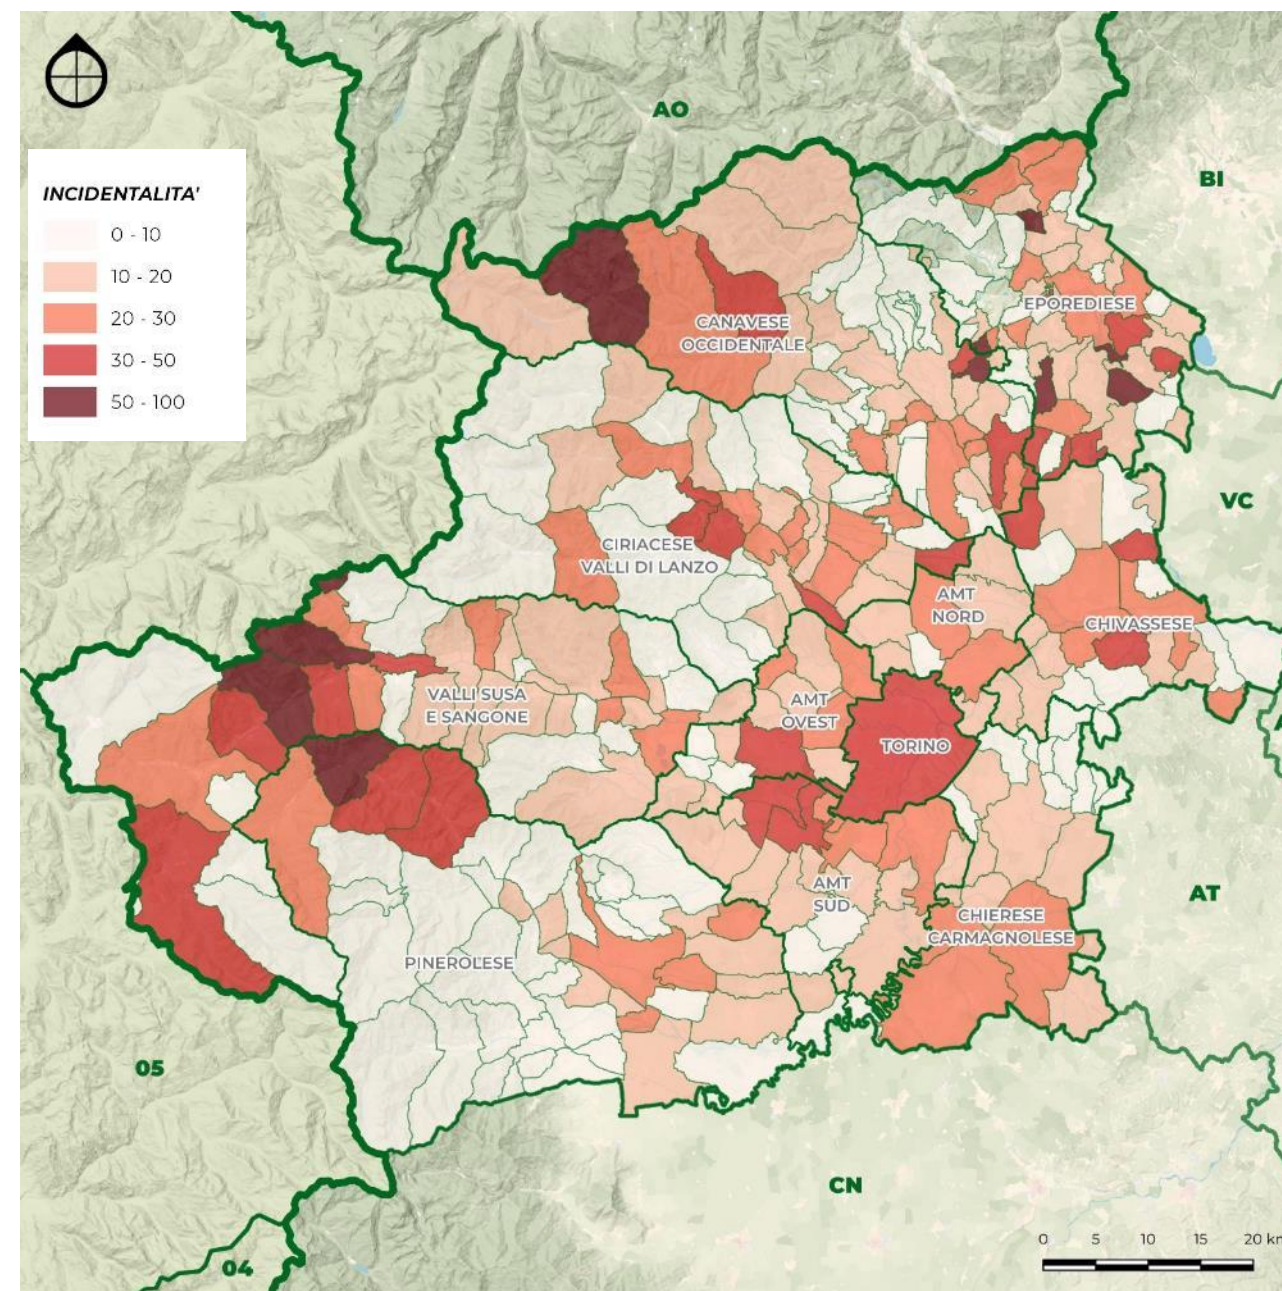 AO
BI
INCIDENTALITA'
0 - 10
10 - 20
20 - 30
30 - 50
50 - 100
EPOREDIESE
CANAVESE
OCCIDENTALE
VC
CIRIACESE
VALLI DI LANZO
AMT
NORD
CHIVASSESE
VALLI SUSA
E SANGONE
AMT
OVEST
TORINO
AMT
SUD
AT
CHIERESE
CARMAGNOLESE
PINEROLESE
05
CN
0 5 10 15 20 km
04